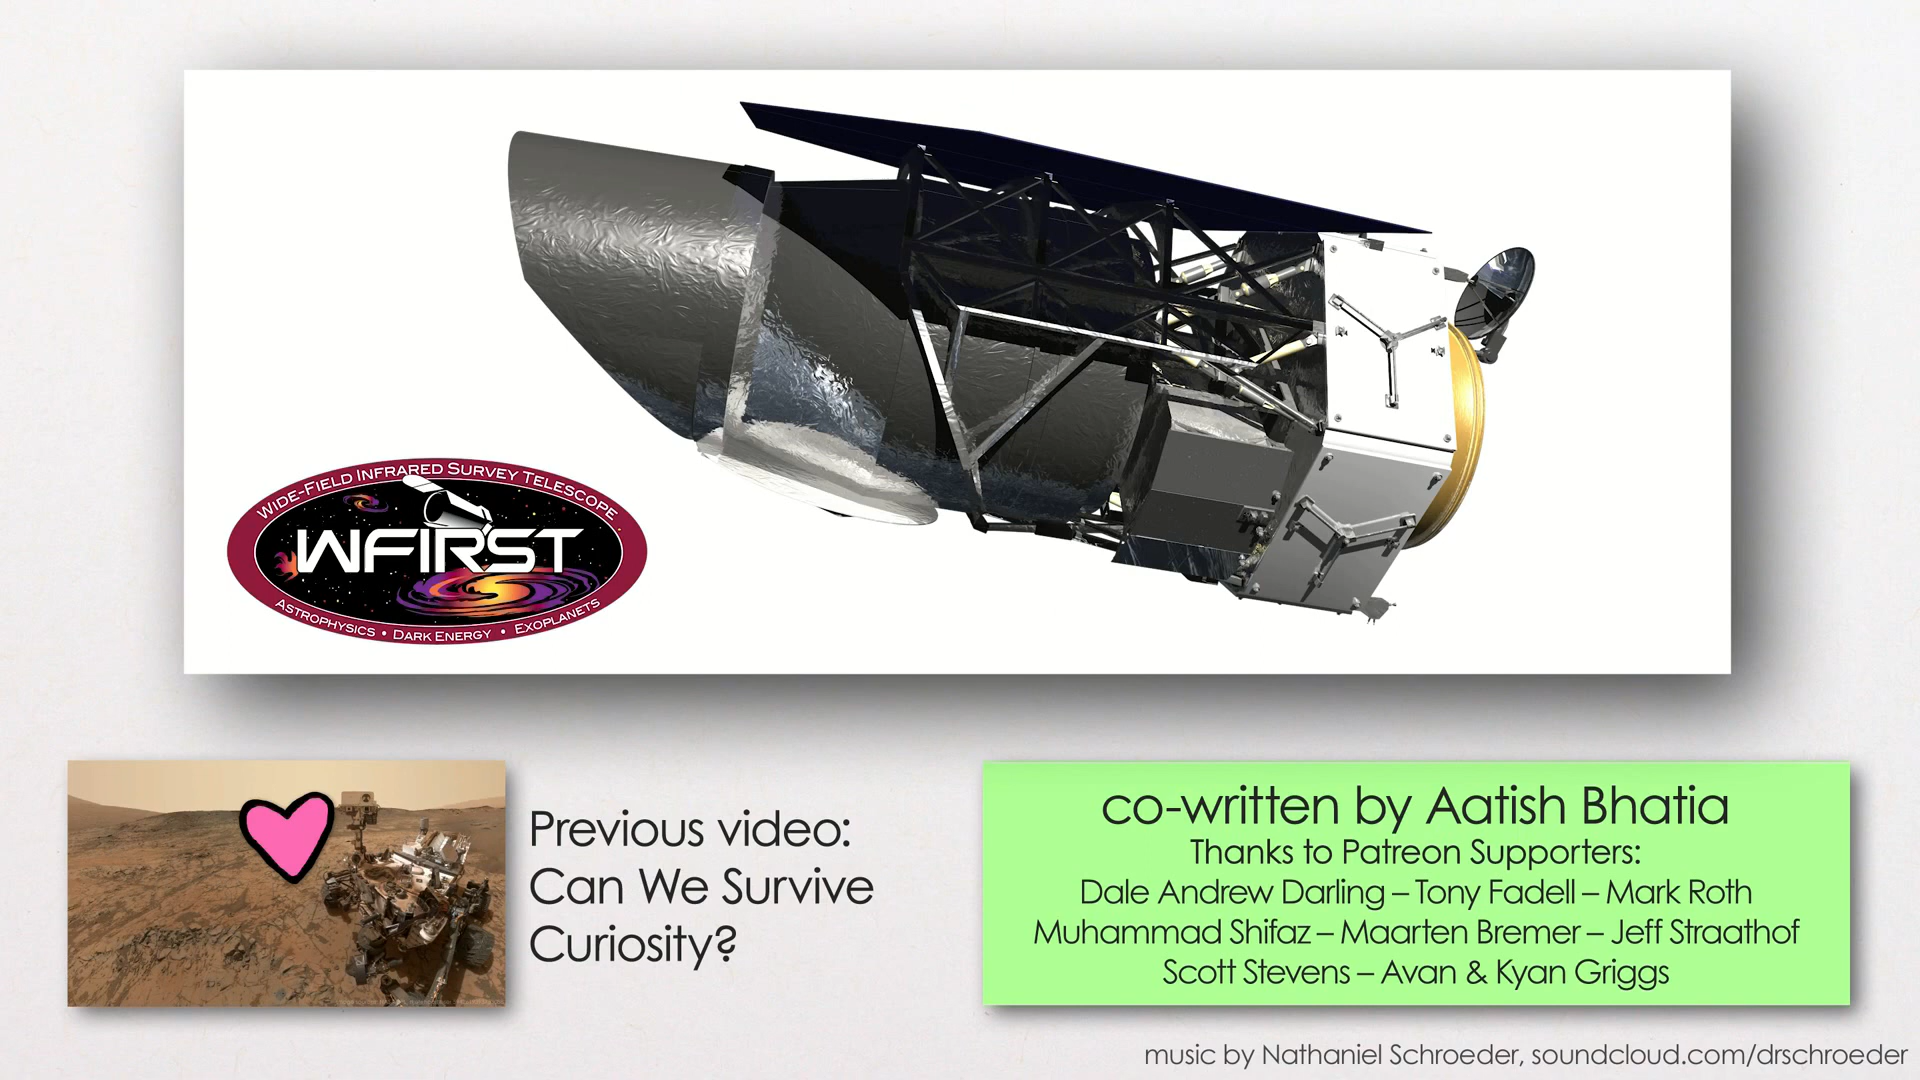 WIDE-FIELD INFRARED SURVEY TELESCOPE
WFIRST
ASTROPHYSICS • DARK ENERGY • EXOPLANETS
Previous video:
Can We Survive
Curiosity?
co-written by Aatish Bhatia
Thanks to Patreon Supporters:
Dale Andrew Darling – Tony Fadell – Mark Roth
Muhammad Shifaz – Maarten Bremer – Jeff Straathof
Scott Stevens – Avan & Kyan Griggs
music by Nathaniel Schroeder, soundcloud.com/drschroeder